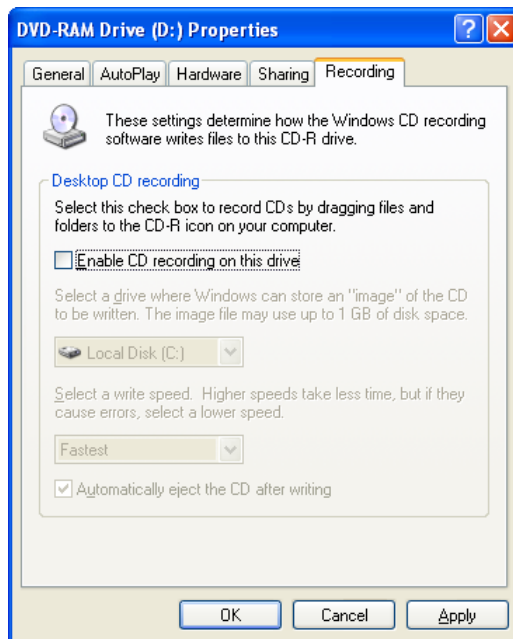 DVD-RAM Drive (D:) Properties
General AutoPlay Hardware Sharing Recording
These settings determine how the Windows CD recording
software writes files to this CD-R drive.
Desktop CD recording
Select this check box to record CDs by dragging files and
folders to the CD-R icon on your computer.
Enable CD recording on this drive
Select a drive where Windows can store an "image" of the CD
to be written. The image file may use up to 1 GB of disk space.
Local Disk (C:)
Select a write speed. Higher speeds take less time, but if they
cause errors, select a lower speed.
Fastest
Automatically eject the CD after writing
OK Cancel Apply